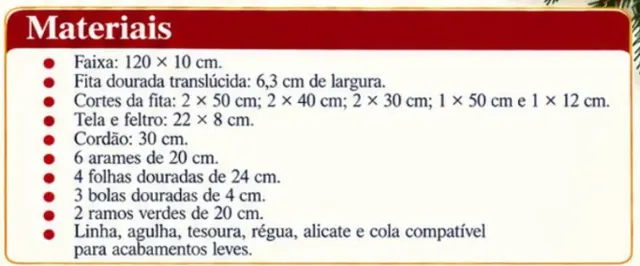 Materiais
Faixa: 120 × 10 cm.
Fita dourada translúcida: 6,3 cm de largura.
Cortes da fita: 2 × 50 cm; 2 × 40 cm; 2 × 30 cm; 1 × 50 cm e 1 × 12 cm.
Tela e feltro: 22 × 8 cm.
Cordão: 30 cm.
6 arames de 20 cm.
4 folhas douradas de 24 cm.
3 bolas douradas de 4 cm.
2 ramos verdes de 20 cm.
Linha, agulha, tesoura, régua, alicate e cola compatível
para acabamentos leves.